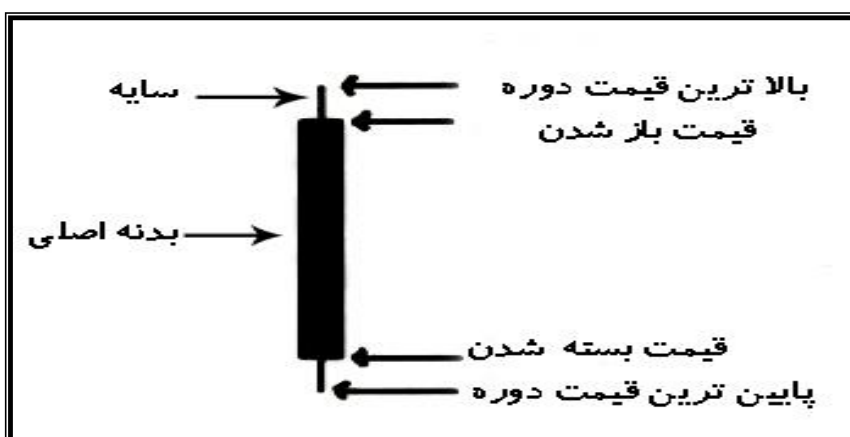 بالا ترین قیمت دوره
سایه
قیمت باز شدن
بدنه اصلی
قیمت بسته شدن
پایین ترین قیمت دوره